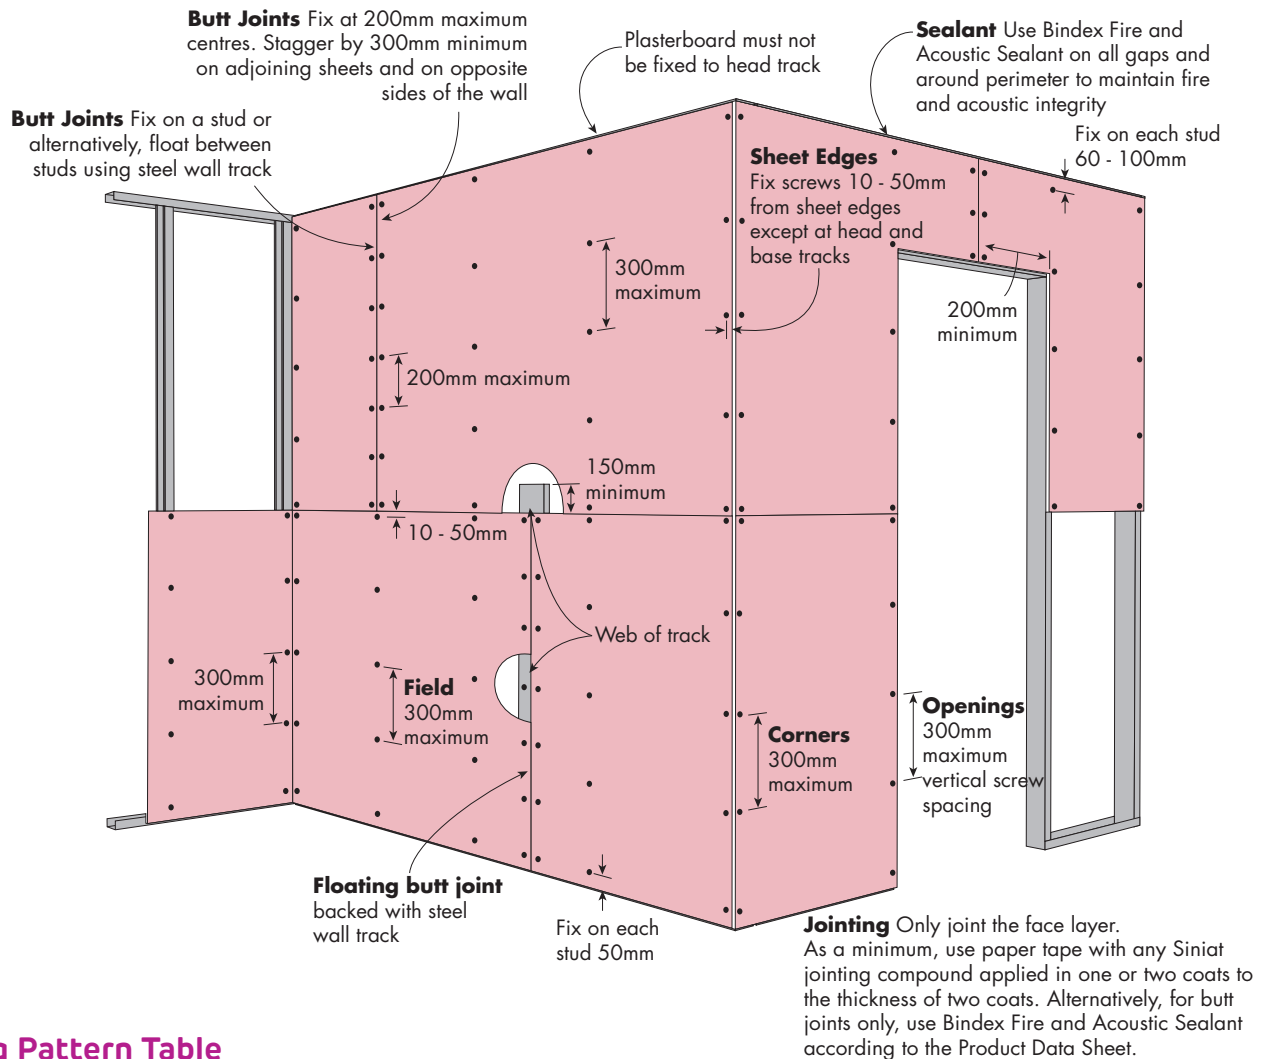 Butt Joints Fix at 200mm maximum
centres. Stagger by 300mm minimum
on adjoining sheets and on opposite
sides of the wall
Plasterboard must not
be fixed to head track
Sealant Use Bindex Fire and
Acoustic Sealant on all gaps and
around perimeter to maintain fire
and acoustic integrity
Butt Joints Fix on a stud or
alternatively, float between
studs using steel wall track
Fix on each stud
60 - 100mm
Sheet Edges
Fix screws 10 - 50mm
from sheet edges
except at head and
base tracks
300mm
maximum
200mm
minimum
200mm maximum
150mm
minimum
10 - 50mm
Web of track
300mm
maximum
Field
300mm
maximum
Corners
300mm
maximum
Openings
300mm
maximum
vertical screw
spacing
Floating butt joint
backed with steel
wall track
Fix on each
stud 50mm
Jointing Only joint the face layer.
As a minimum, use paper tape with any Siniat
jointing compound applied in one or two coats to
the thickness of two coats. Alternatively, for butt
joints only, use Bindex Fire and Acoustic Sealant
according to the Product Data Sheet.
Pattern Table